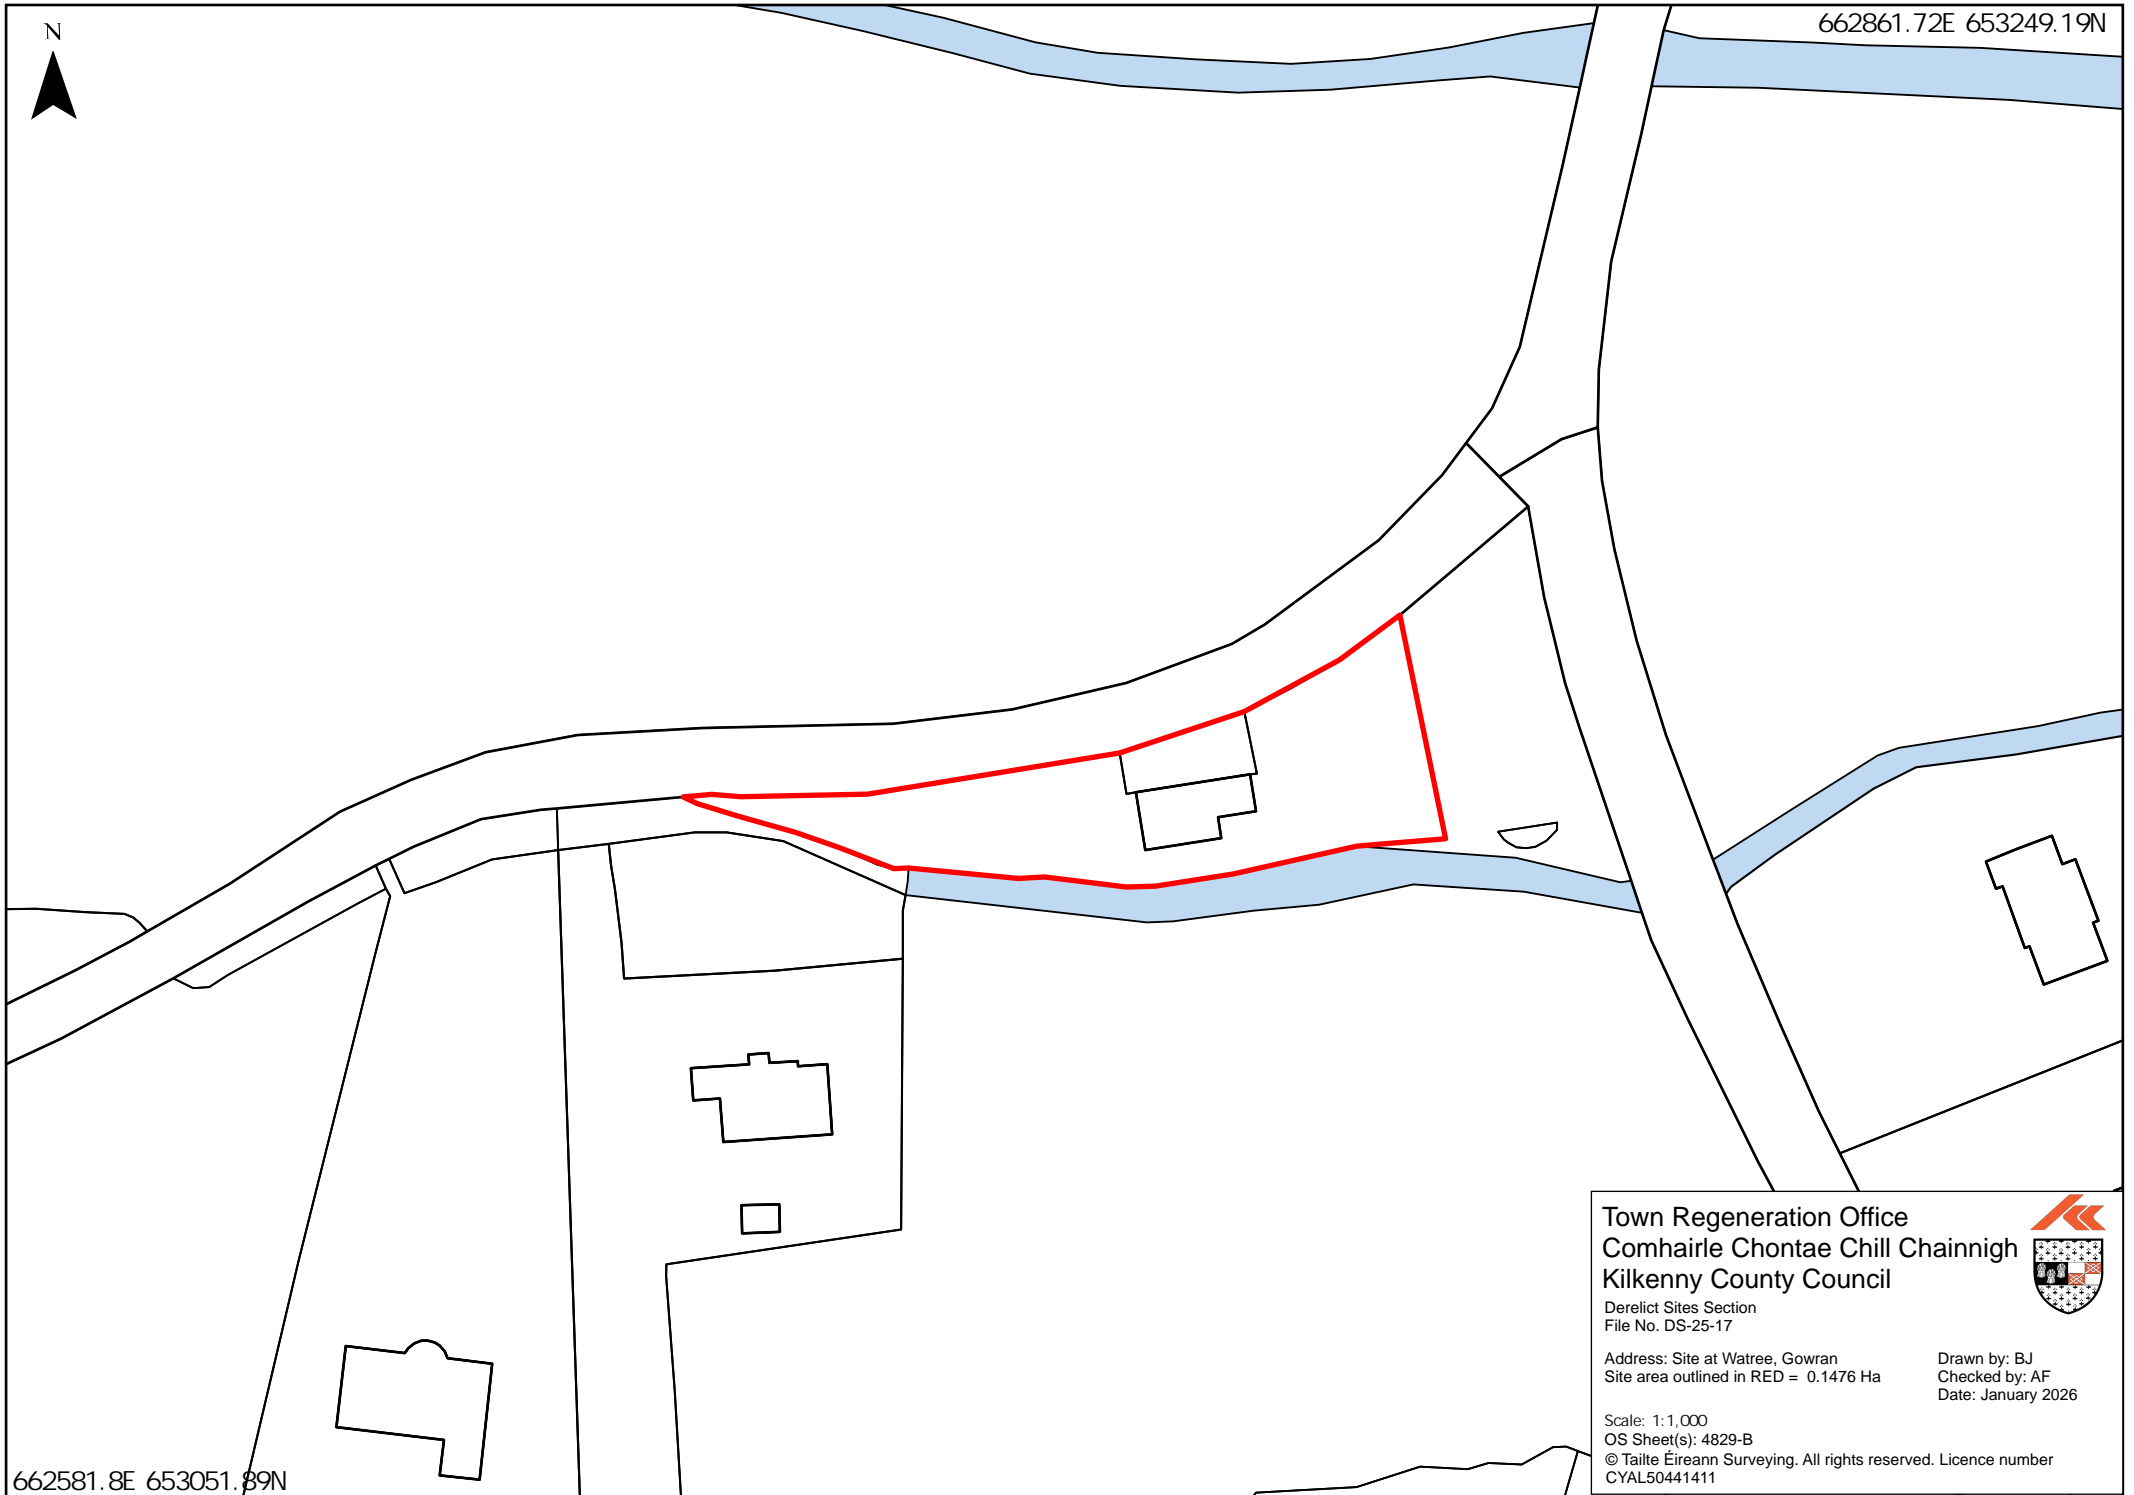 N
662861.72E 653249.19N
662581.8E 653051.89N
Town Regeneration Office
Comhairle Chontae Chill Chainnigh
Kilkenny County Council
Derelict Sites Section
File No. DS-25-17
Address: Site at Watree, Gowran
Site area outlined in RED = 0.1476 Ha
Drawn by: BJ
Checked by: AF
Date: January 2026
Scale: 1:1,000
OS Sheet(s): 4829-B
© Tailte Éireann Surveying. All rights reserved. Licence number
CYAL50441411